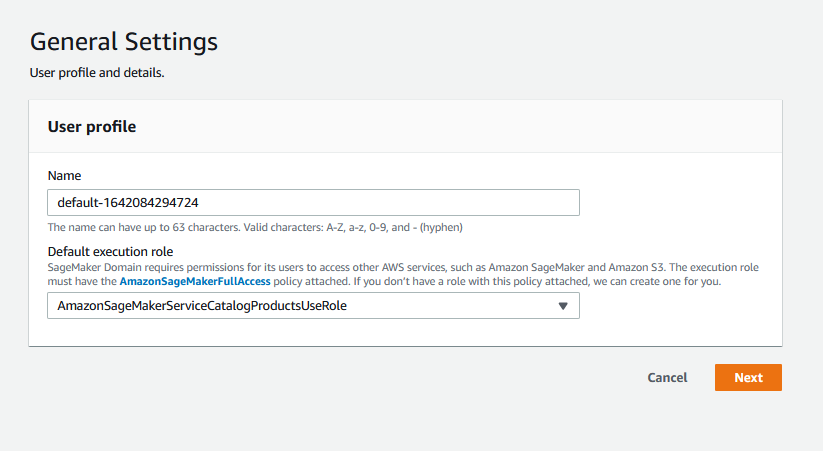 General Settings
User profile and details.
User profile
Name
default-1642084294724
The name can have up to 63 characters. Valid characters: A-Z, a-z, 0-9, and - (hyphen)
Default execution role
SageMaker Domain requires permissions for its users to access other AWS services, such as Amazon SageMaker and Amazon S3. The execution role
must have the AmazonSageMakerFullAccess policy attached. If you don't have a role with this policy attached, we can create one for you.
AmazonSageMakerServiceCatalogProductsUseRole
Cancel
Next